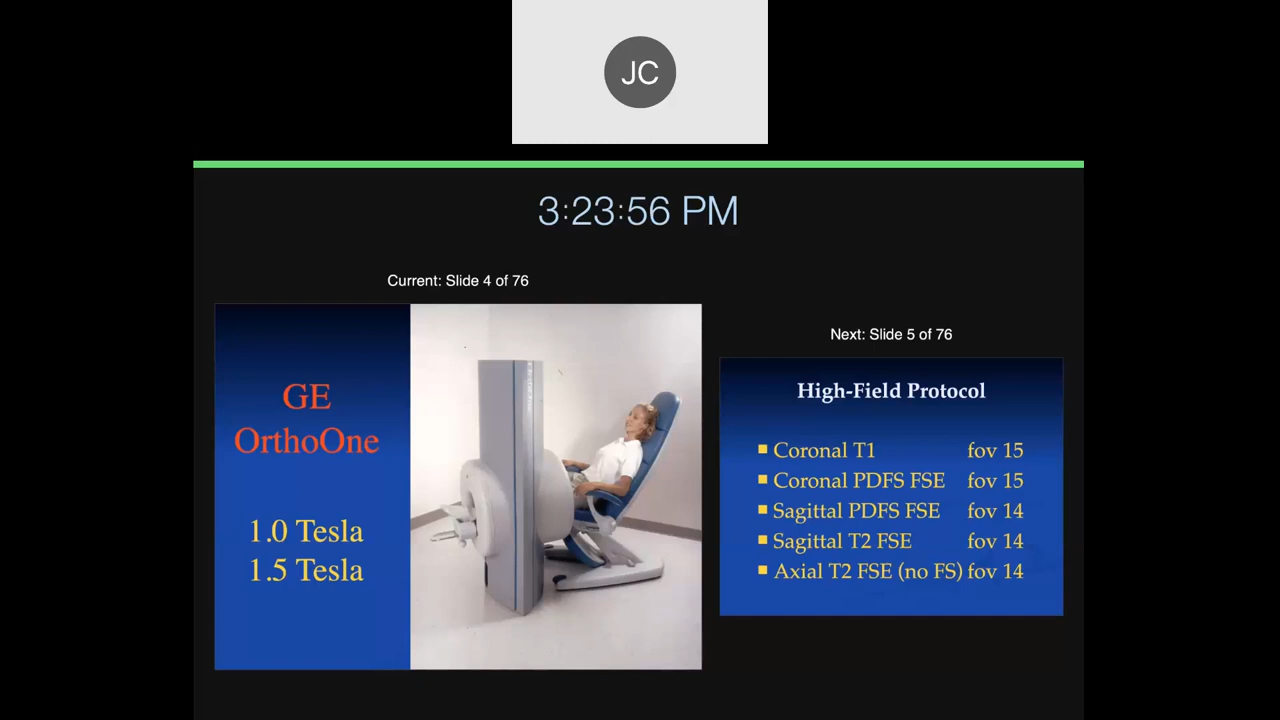 JC
3:23:56 PM
Current: Slide 4 of 76
GE
OrthoOne
1.0 Tesla
1.5 Tesla
Next: Slide 5 of 76
High-Field Protocol
Coronal T1 fov 15
Coronal PDFS FSE fov 15
Sagittal PDFS FSE fov 14
Sagittal T2 FSE fov 14
Axial T2 FSE (no FS) fov 14